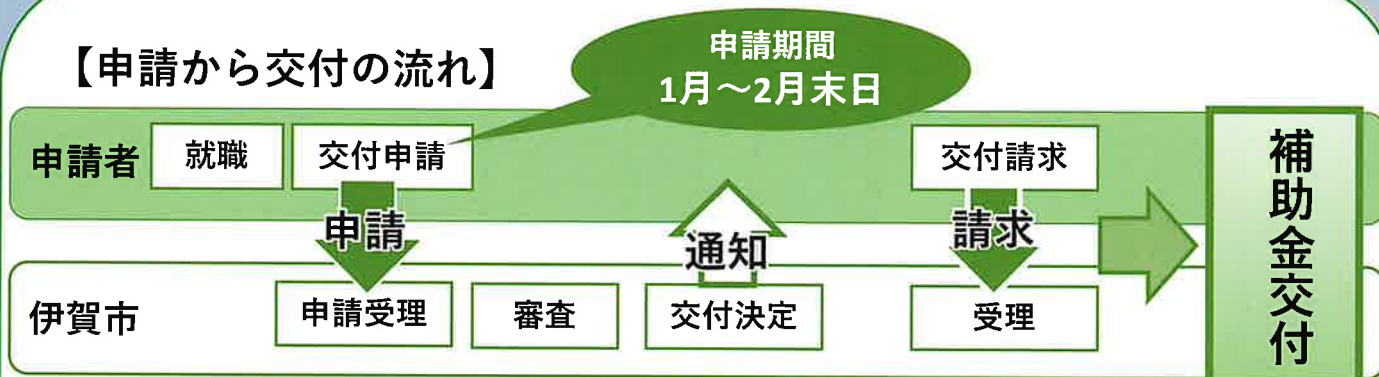 【申請から交付の流れ】
申請期間
1月～2月末日
申請者
就職
交付申請
交付請求
申請
通知
請求
伊賀市
申請受理
審査
交付決定
受理
補助金交付